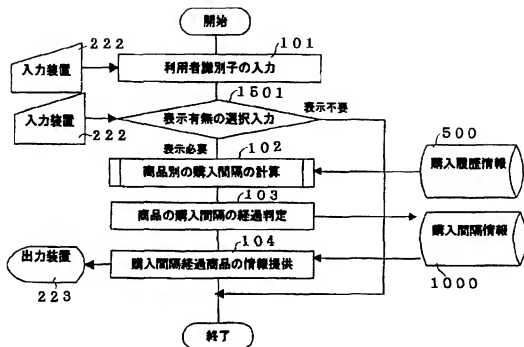 開始
222
101
入力装置
利用者識別子の入力
1501
表示不要
入力装置
表示有無の選択入力
222
表示必要
102
500
商品別の購入間隔の計算
購入履歴情報
103
商品の購入間隔の経過判定
購入間隔情報
104
出力装置
購入間隔経過商品の情報提供
223
1000
終了